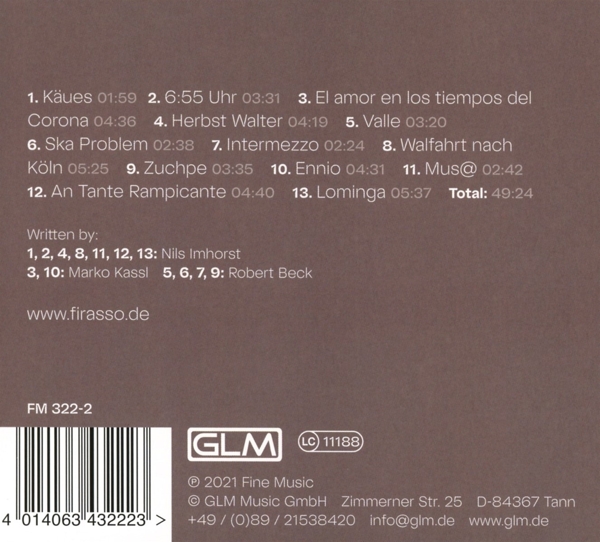 1. Käues 01:59 2. 6:55 Uhr 03:31 3. El amor en los tiempos del
Corona 04:36 4. Herbst Walter 04:19 5. Valle 03:20
6. Ska Problem 02:38 7. Intermezzo 02:24 8. Walfahrt nach
Köln 05:25 9. Zuchpe 03:35 10. Ennio 04:31 11. Mus@ 02:42
12. An Tante Rampicante 04:40 13. Lominga 05:37 Total: 49:24
Written by:
1, 2, 4, 8, 11, 12, 13: Nils Imhorst
3, 10: Marko Kassl 5, 6, 7, 9: Robert Beck
www.firasso.de
FM 322-2
GLM LC 11188
℗ 2021 Fine Music
© GLM Music GmbH Zimmerner Str. 25 D-84367 Tann
+49 / (0)89 / 21538420 info@glm.de www.glm.de
4 014063 432223 >